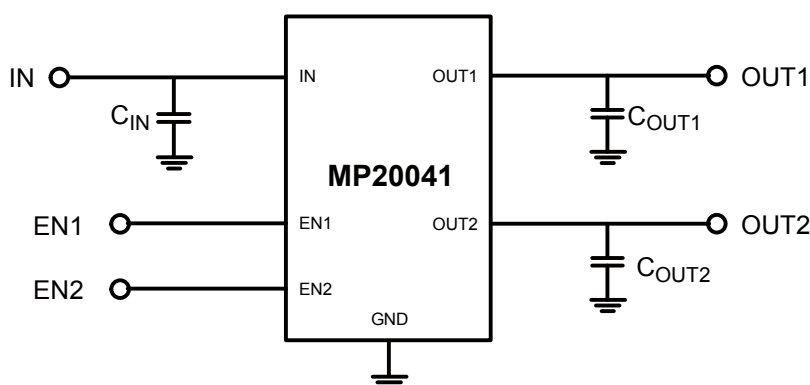 IN
IN
OUT1
OUT1
C_IN
C_OUT1
MP20041
EN1
EN1
OUT2
OUT2
EN2
EN2
C_OUT2
GND